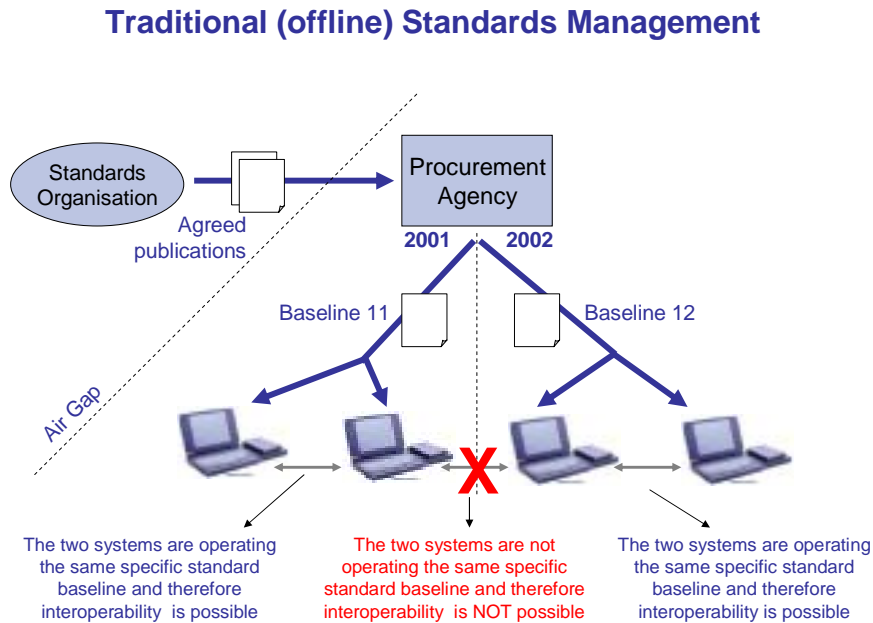 Traditional (offline) Standards Management
Standards
Organisation
Agreed
publications
Procurement
Agency
2001
2002
Baseline 11
Baseline 12
Air Gap
The two systems are operating
the same specific standard
baseline and therefore
interoperability is possible
The two systems are not
operating the same specific
standard baseline and therefore
interoperability is NOT possible
The two systems are operating
the same specific standard
baseline and therefore
interoperability is possible